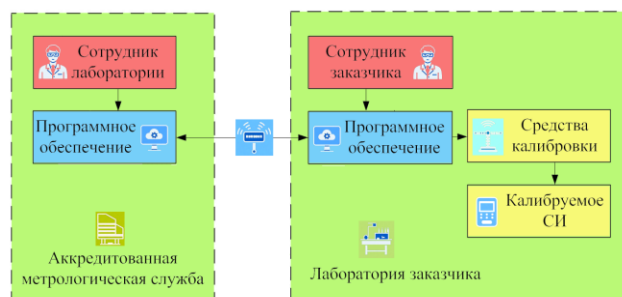 Сотрудник
лаборатории
Программное
обеспечение
Аккредитованная
метрологическая служба
Сотрудник
заказчика
Программное
обеспечение
Средства
калибровки
Калибруемое
СИ
Лаборатория заказчика